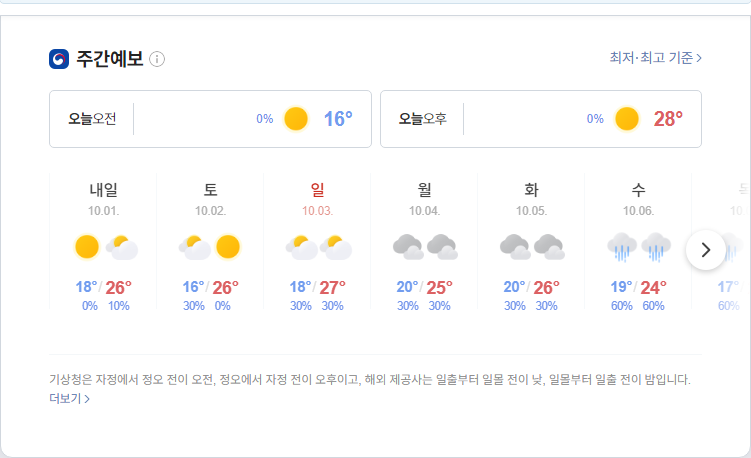 주간예보
최저·최고 기준
오늘오전 0% 16°
오늘오후 0% 28°
내일 토 일 월 화 수
10.01. 10.02. 10.03. 10.04. 10.05. 10.06. 10.
18°/26° 16°/26° 18°/27° 20°/25° 20°/26° 19°/24° 17°
0% 10% 30% 0% 30% 30% 30% 30% 30% 30% 60% 60% 60%
기상청은 자정에서 정오 전이 오전, 정오에서 자정 전이 오후이고, 해외 제공사는 일출부터 일몰 전이 낮, 일몰부터 일출 전이 밤입니다.
더보기